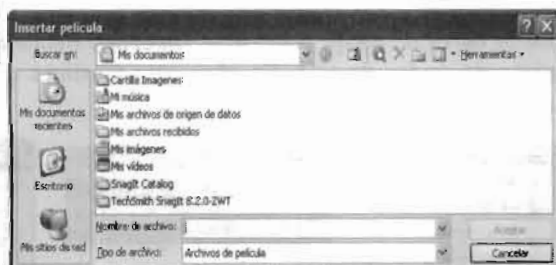 Insertar película
Buscar en: Mis documentos Herramientas
Cartilla Imagenes
Mi música
Mis archivos de origen de datos
Mis archivos recibidos
Mis imágenes
Mis vídeos
SnagIt Catalog
TechSmith SnagIt 8.2.0-ZWT
Mis documentos
recientes
Escritorio
Mis sitios de red
Nombre de archivo:
Aceptar
Tipo de archivo: Archivos de película
Cancelar